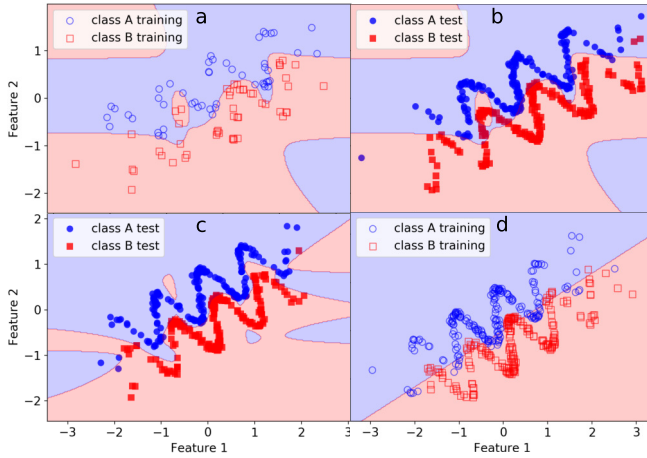 a
class A training
class B training
b
class A test
class B test
Feature 2
1
0
−1
−2
c
class A test
class B test
d
class A training
class B training
Feature 2
2
1
0
−1
−2
−3
−2
−1
0
1
2
3
−3
−2
−1
0
1
2
3
Feature 1
Feature 1